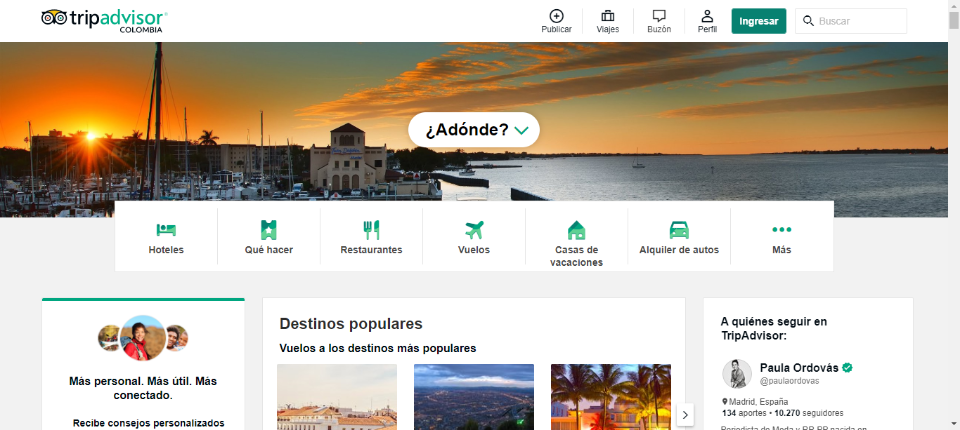 tripadvisor®
COLOMBIA
Publicar
Viajes
Buzón
Perfil
Ingresar
Buscar
¿Adónde?
Hoteles
Qué hacer
Restaurantes
Vuelos
Casas de
vacaciones
Alquiler de autos
Más
Más personal. Más útil. Más
conectado.
Recibe consejos personalizados
Destinos populares
Vuelos a los destinos más populares
A quiénes seguir en
TripAdvisor:
Paula Ordovás
@paulaordovas
Madrid, España
134 aportes • 10.270 seguidores
Periodista de Moda y RR.PP nacida en